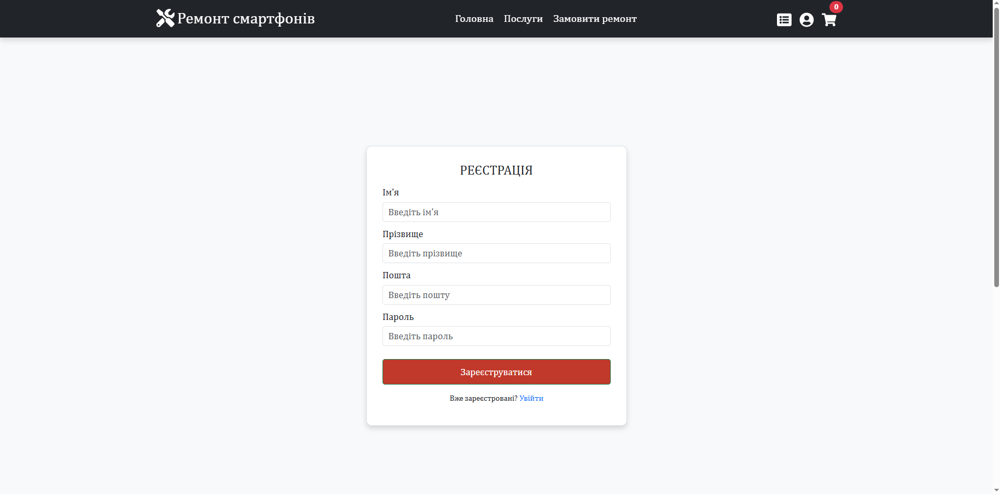 Ремонт смартфонів
Головна Послуги Замовити ремонт
0
РЕЄСТРАЦІЯ
Ім'я
Введіть ім'я
Прізвище
Введіть прізвище
Пошта
Введіть пошту
Пароль
Введіть пароль
Зареєструватися
Вже зареєстровані? Увійти